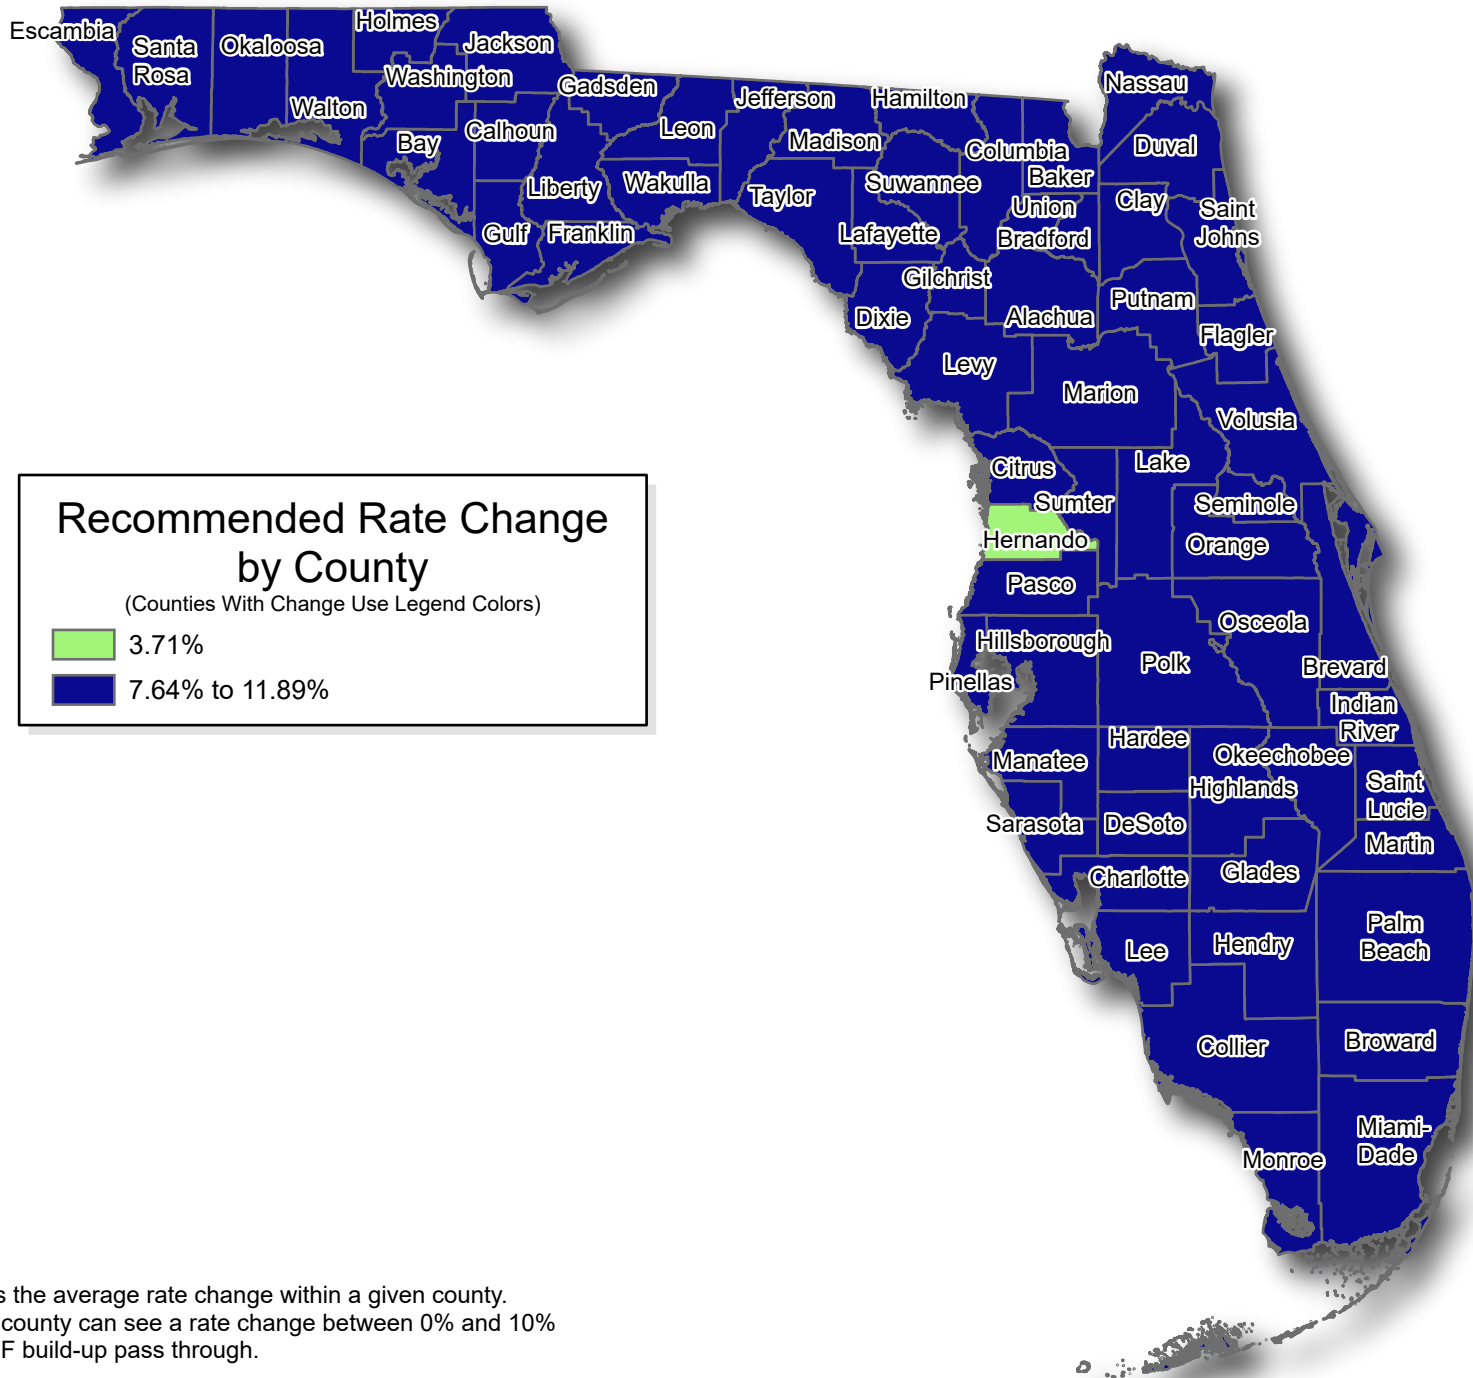 Escambia
Santa
Rosa
Okaloosa
Walton
Holmes
Jackson
Washington
Bay
Calhoun
Gadsden
Liberty
Gulf
Franklin
Leon
Wakulla
Jefferson
Madison
Taylor
Hamilton
Suwannee
Lafayette
Columbia
Baker
Union
Bradford
Nassau
Duval
Clay
Saint
Johns
Gilchrist
Dixie
Alachua
Putnam
Flagler
Levy
Marion
Volusia
Citrus
Lake
Sumter
Seminole
Hernando
Orange
Pasco
Osceola
Hillsborough
Polk
Brevard
Pinellas
Indian
River
Hardee
Manatee
Okeechobee
Highlands
Saint
Lucie
Sarasota
DeSoto
Martin
Charlotte
Glades
Palm
Beach
Lee
Hendry
Collier
Broward
Miami-
Dade
Monroe
Recommended Rate Change
by County
(Counties With Change Use Legend Colors)
3.71%
7.64% to 11.89%
s the average rate change within a given county.
county can see a rate change between 0% and 10%
F build-up pass through.